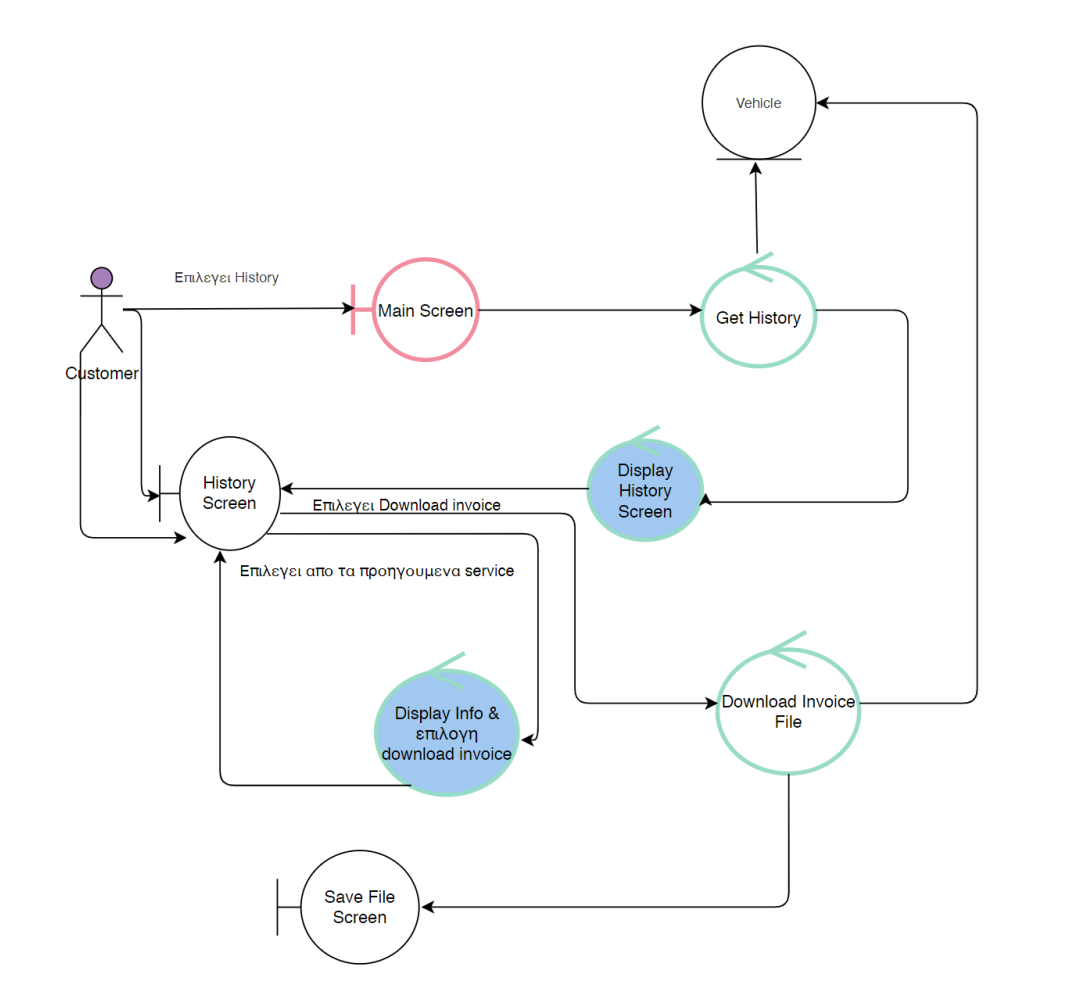 Vehicle
Επιλεγει History
Main Screen
Get History
Customer
Display
History
Screen
History
Screen
Επιλεγει Download invoice
Επιλεγει απο τα προηγουμενα service
Download Invoice
File
Display Info &
επιλογη
download invoice
Save File
Screen